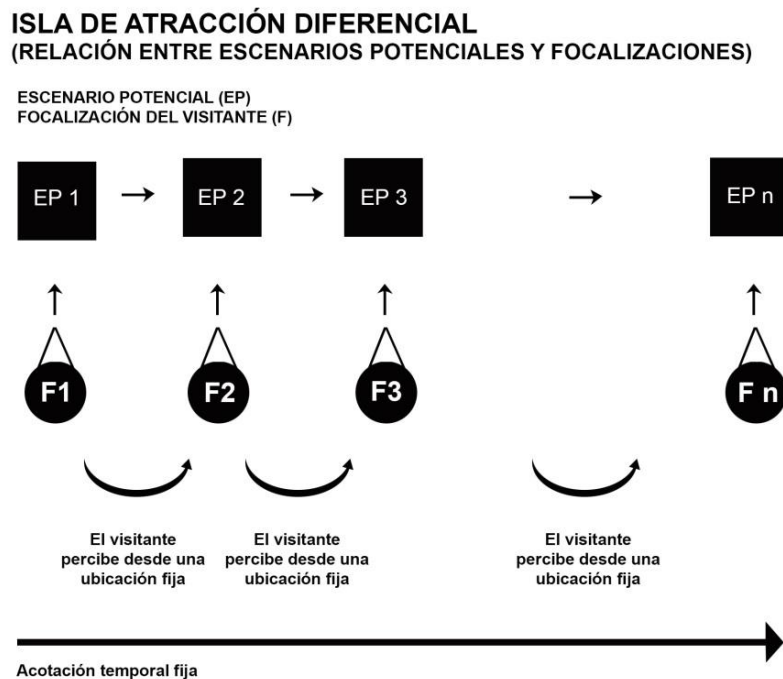 ISLA DE ATRACCIÓN DIFERENCIAL
(RELACIÓN ENTRE ESCENARIOS POTENCIALES Y FOCALIZACIONES)
ESCENARIO POTENCIAL (EP)
FOCALIZACIÓN DEL VISITANTE (F)
EP 1
EP 2
EP 3
EP n
F1
F2
F3
F n
El visitante
percibe desde una
ubicación fija
El visitante
percibe desde una
ubicación fija
El visitante
percibe desde una
ubicación fija
Acotación temporal fija